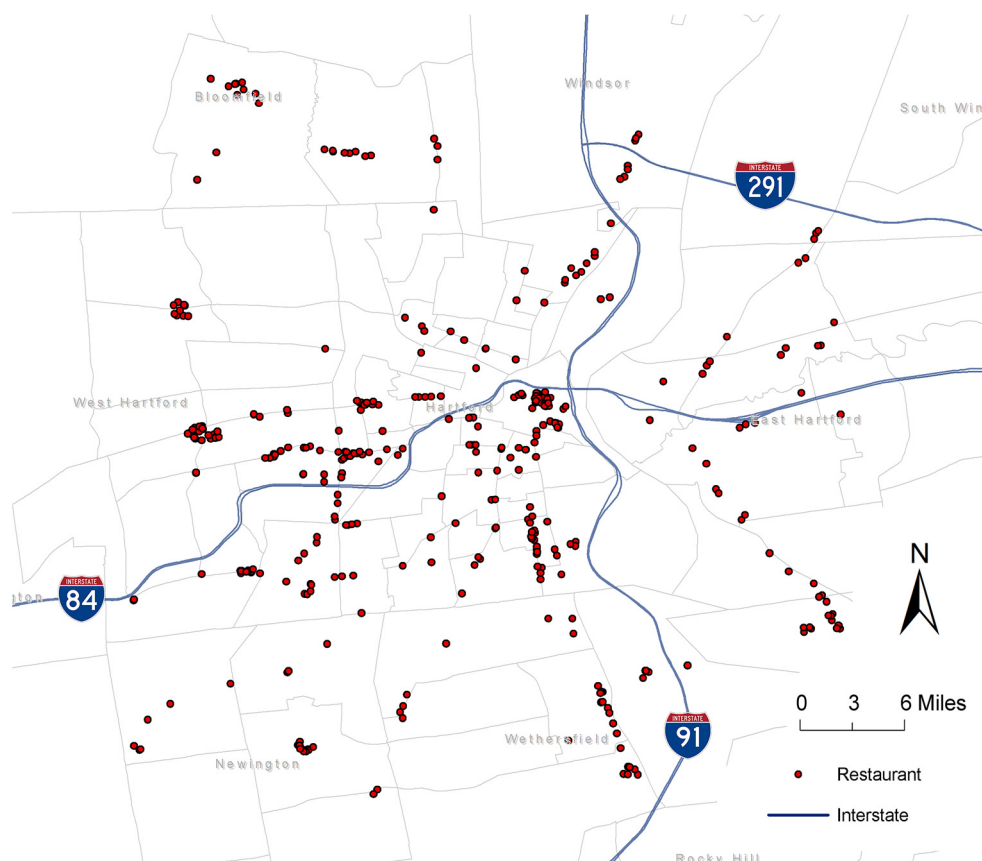 Windsor
Bloomfield
South Win
INTERSTATE
291
West Hartford
Hartford
East Hartford
N
INTERSTATE
84
gton
0 3 6 Miles
INTERSTATE
91
Wethersfield
Newington
Restaurant
Interstate
Rocky Hill